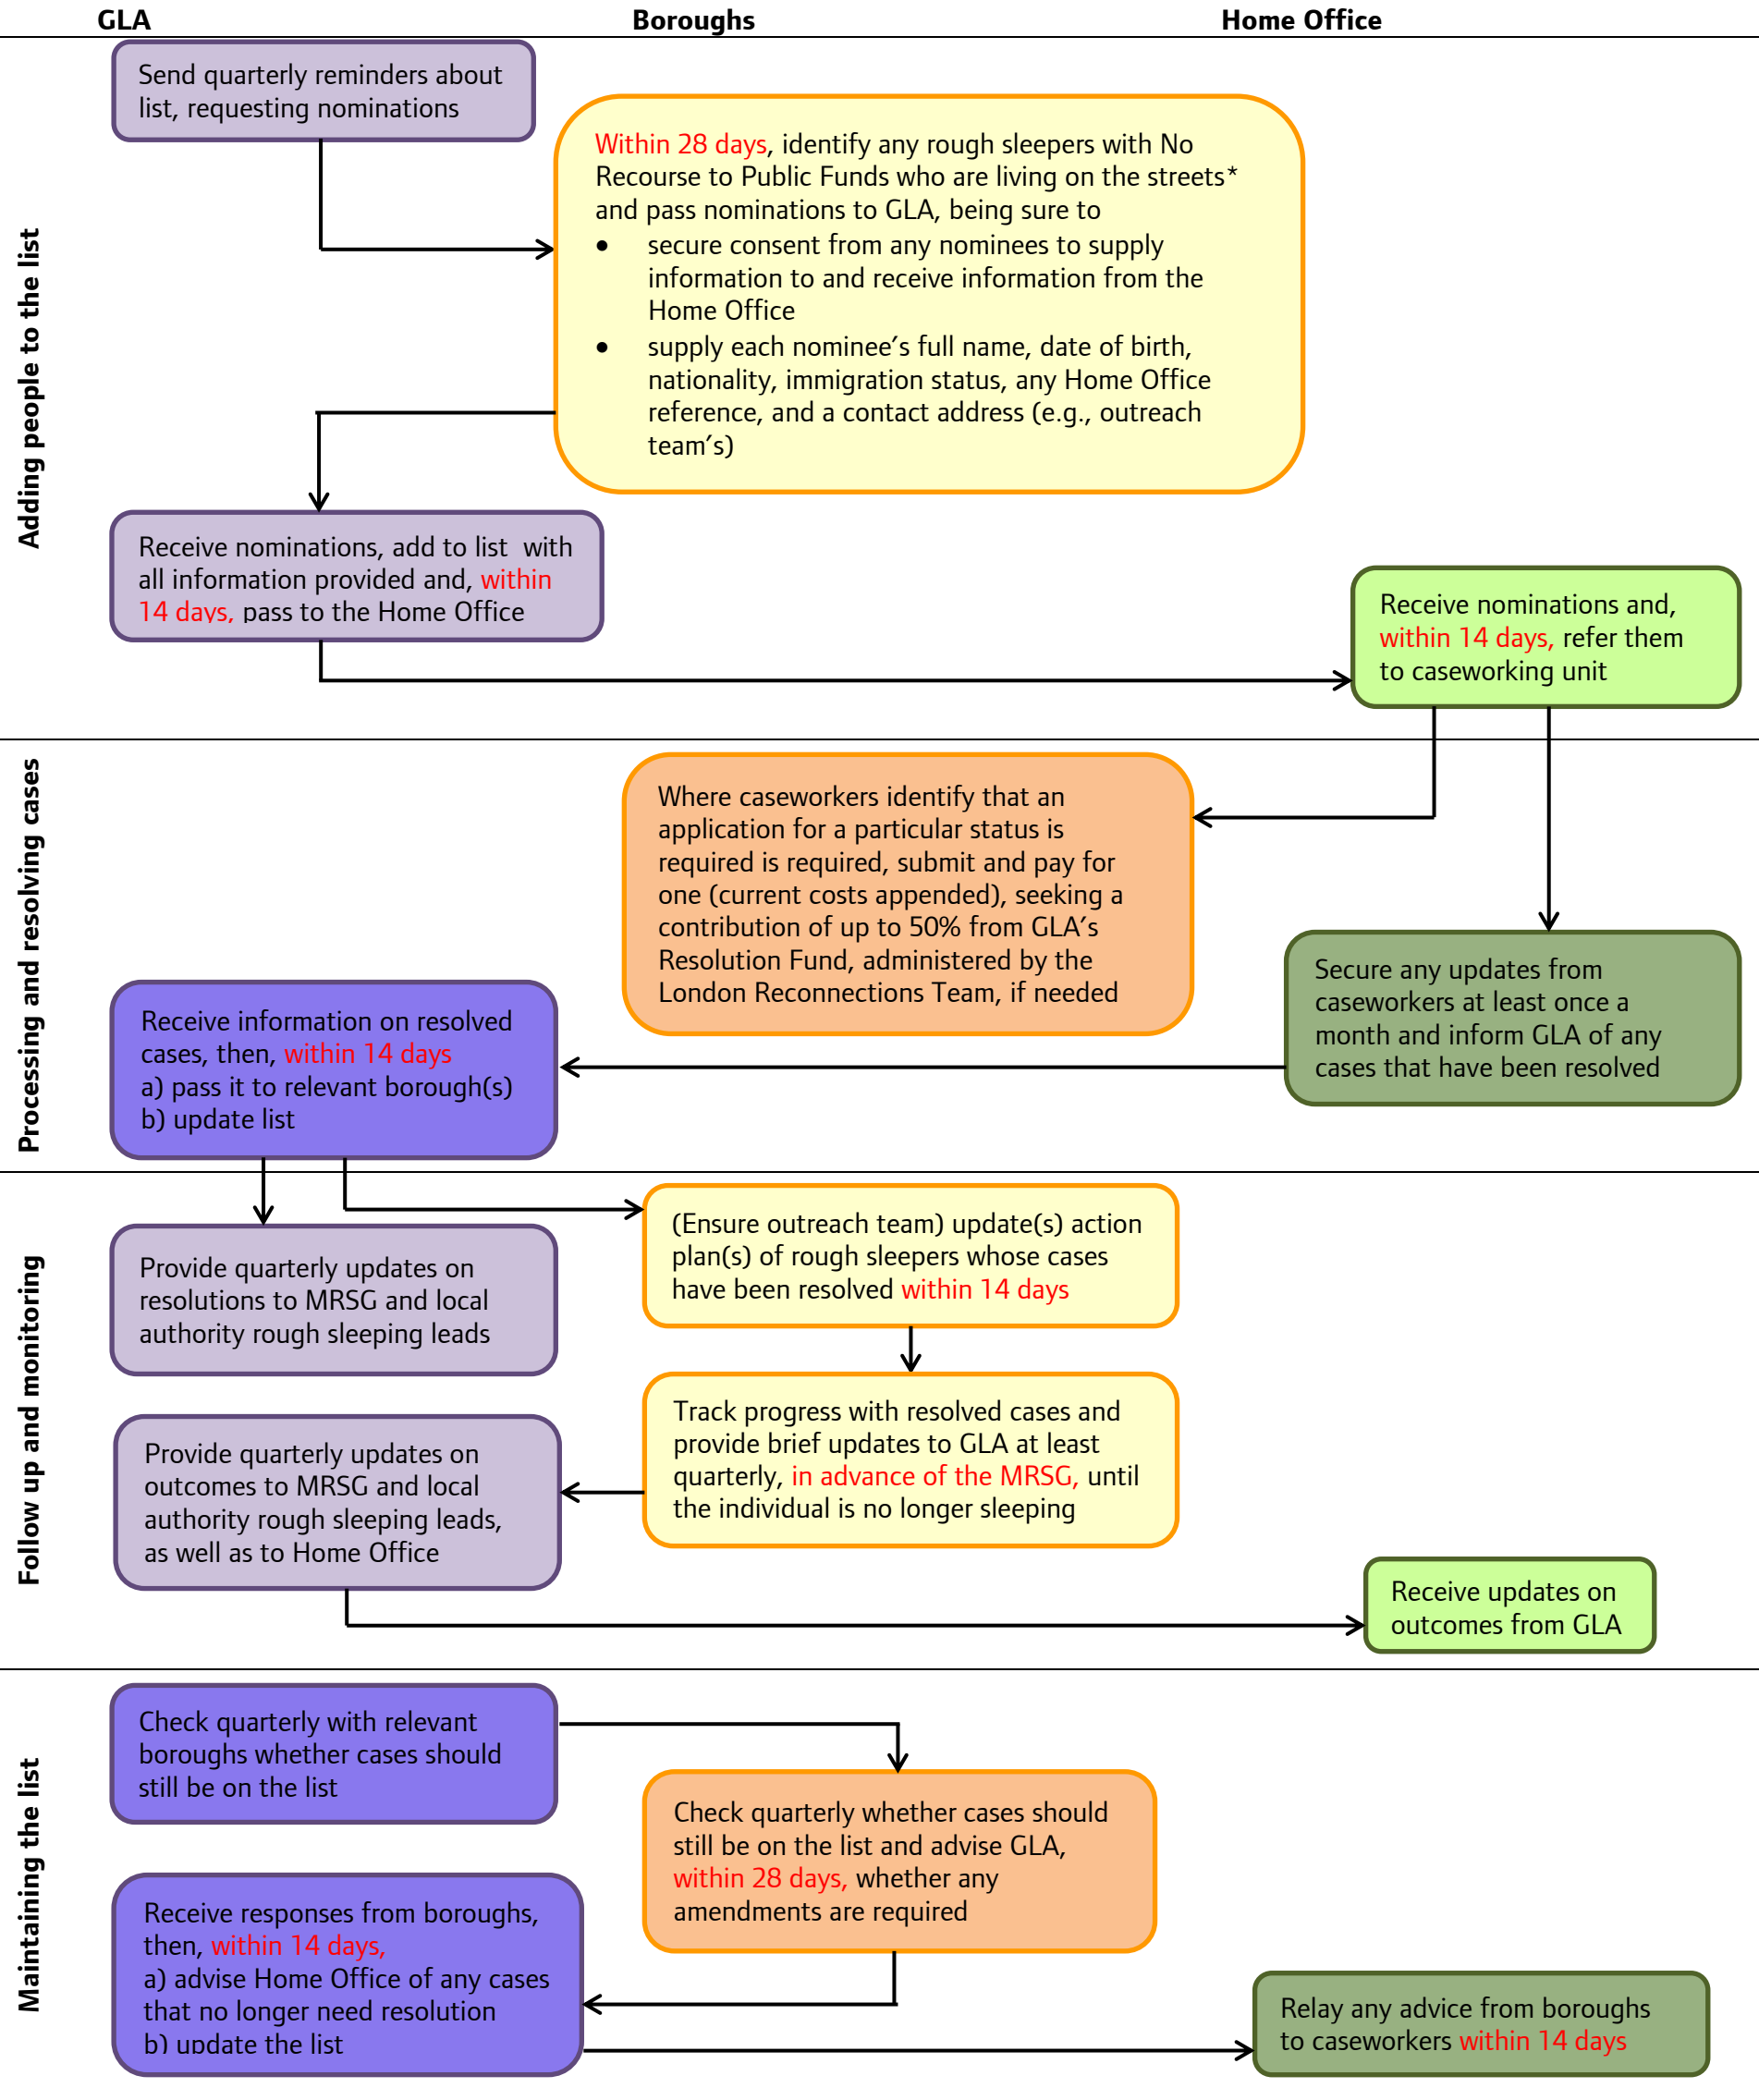 GLA
Boroughs
Home Office
Adding people to the list
Send quarterly reminders about
list, requesting nominations
Within 28 days, identify any rough sleepers with No
Recourse to Public Funds who are living on the streets*
and pass nominations to GLA, being sure to
• secure consent from any nominees to supply
information to and receive information from the
Home Office
• supply each nominee's full name, date of birth,
nationality, immigration status, any Home Office
reference, and a contact address (e.g., outreach
team's)
Receive nominations, add to list with
all information provided and, within
14 days, pass to the Home Office
Receive nominations and,
within 14 days, refer them
to caseworking unit
Processing and resolving cases
Where caseworkers identify that an
application for a particular status is
required is required, submit and pay for
one (current costs appended), seeking a
contribution of up to 50% from GLA's
Resolution Fund, administered by the
London Reconnections Team, if needed
Secure any updates from
caseworkers at least once a
month and inform GLA of any
cases that have been resolved
Receive information on resolved
cases, then, within 14 days
a) pass it to relevant borough(s)
b) update list
Follow up and monitoring
(Ensure outreach team) update(s) action
plan(s) of rough sleepers whose cases
have been resolved within 14 days
Provide quarterly updates on
resolutions to MRSG and local
authority rough sleeping leads
Track progress with resolved cases and
provide brief updates to GLA at least
quarterly, in advance of the MRSG, until
the individual is no longer sleeping
Provide quarterly updates on
outcomes to MRSG and local
authority rough sleeping leads,
as well as to Home Office
Receive updates on
outcomes from GLA
Maintaining the list
Check quarterly with relevant
boroughs whether cases should
still be on the list
Check quarterly whether cases should
still be on the list and advise GLA,
within 28 days, whether any
amendments are required
Receive responses from boroughs,
then, within 14 days,
a) advise Home Office of any cases
that no longer need resolution
b) update the list
Relay any advice from boroughs
to caseworkers within 14 days